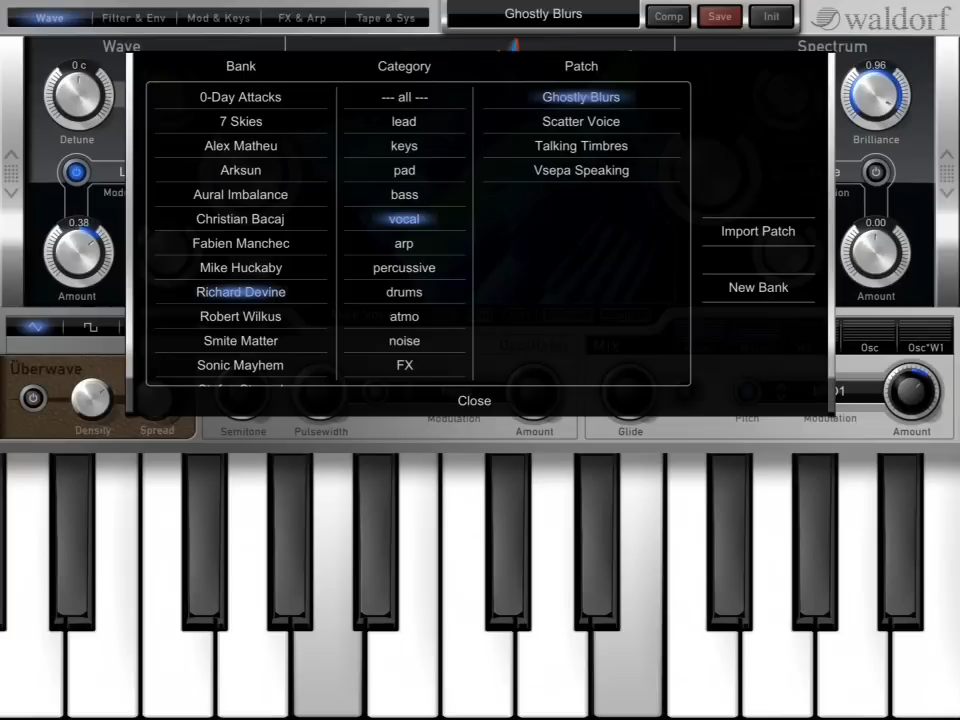 Wave Filter & Env Mod & Keys FX & Arp Tape & Sys Ghostly Blurs Comp Save Init waldorf
Wave Spectrum
Bank Category Patch
0 c 0.96
0-Day Attacks --- all --- Ghostly Blurs
7 Skies lead Scatter Voice
Detune Alex Matheu keys Talking Timbres Brilliance
Arksun pad Vsepa Speaking
Aural Imbalance bass
0.38 Christian Bacaj vocal 0.00
Fabien Manchec arp Import Patch
Mike Huckaby percussive
Amount Richard Devine drums New Bank Amount
Robert Wilkus atmo
Smite Matter noise Osc Osc*W1
Sonic Mayhem FX
Überwave
Close
Density Spread Semitone Pulsewidth Modulation Amount Glide Pitch Modulation Amount